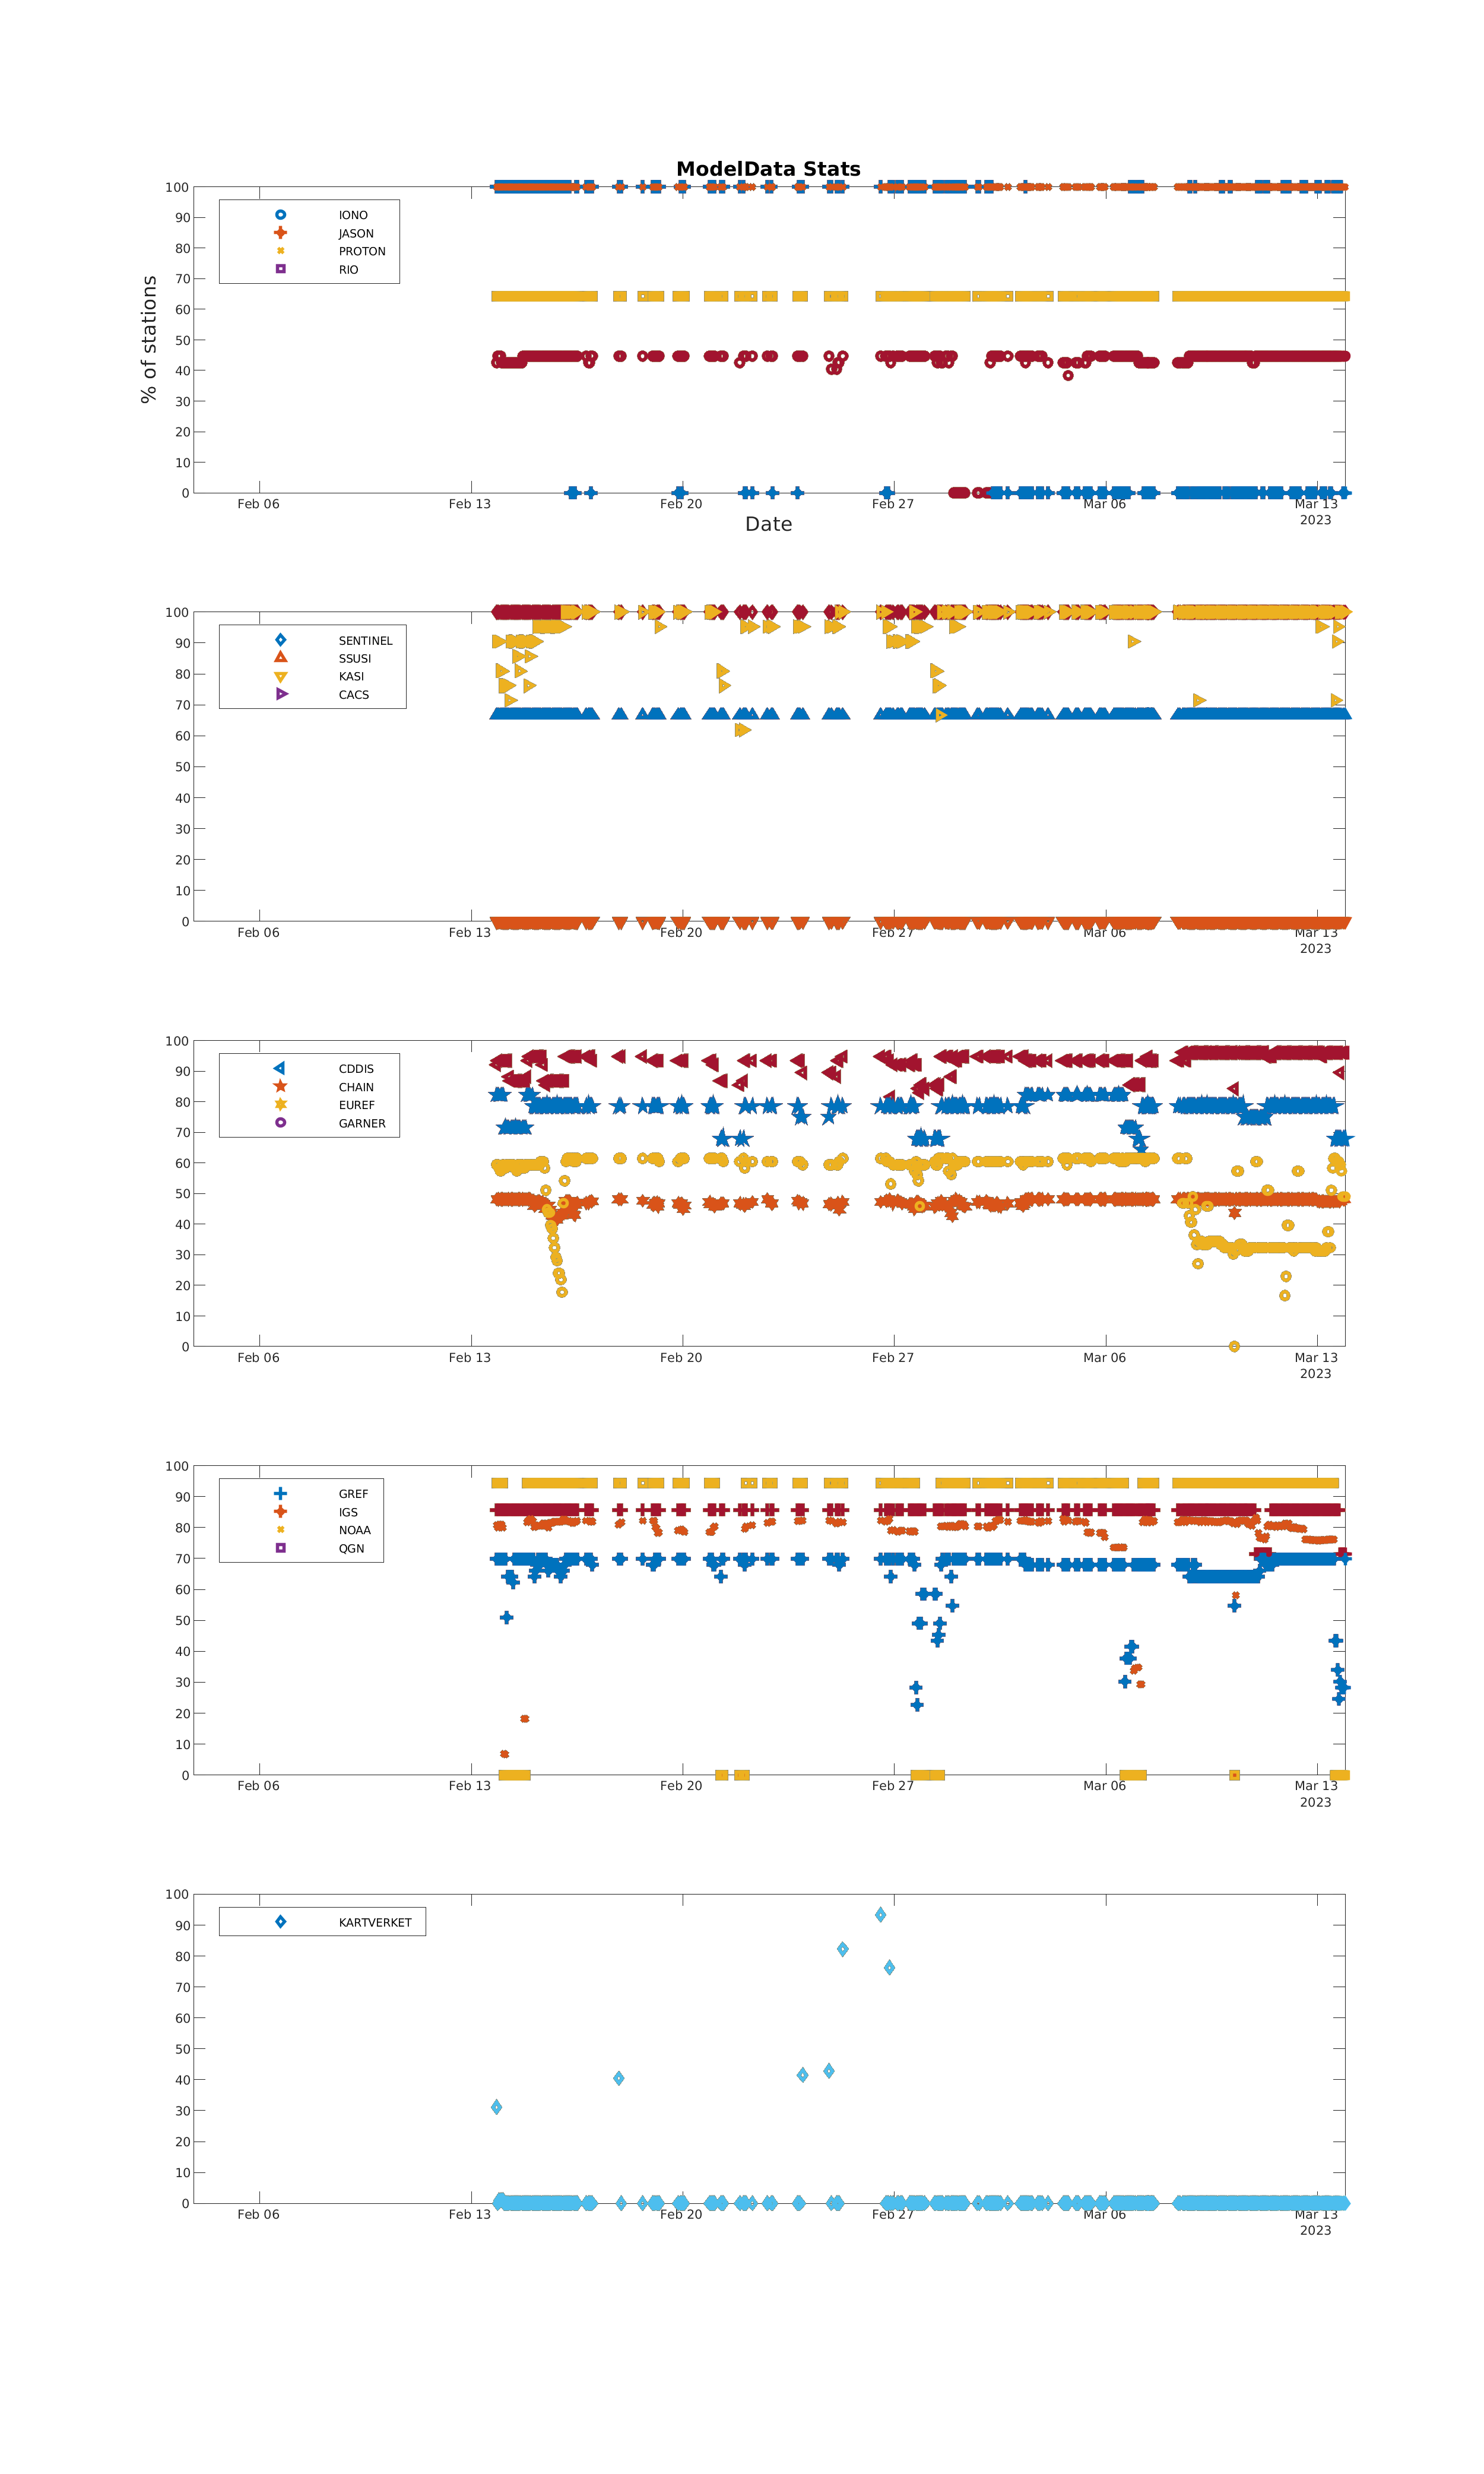 ModelData Stats
100
90
80
70
60
50
40
30
20
10
0
% of stations
IONO
JASON
PROTON
RIO
Feb 06
Feb 13
Feb 20
Feb 27
Mar 06
Mar 13
2023
Date
100
90
80
70
60
50
40
30
20
10
0
SENTINEL
SSUSI
KASI
CACS
Feb 06
Feb 13
Feb 20
Feb 27
Mar 06
Mar 13
2023
100
90
80
70
60
50
40
30
20
10
0
CDDIS
CHAIN
EUREF
GARNER
Feb 06
Feb 13
Feb 20
Feb 27
Mar 06
Mar 13
2023
100
90
80
70
60
50
40
30
20
10
0
GREF
IGS
NOAA
QGN
Feb 06
Feb 13
Feb 20
Feb 27
Mar 06
Mar 13
2023
100
90
80
70
60
50
40
30
20
10
0
KARTVERKET
Feb 06
Feb 13
Feb 20
Feb 27
Mar 06
Mar 13
2023